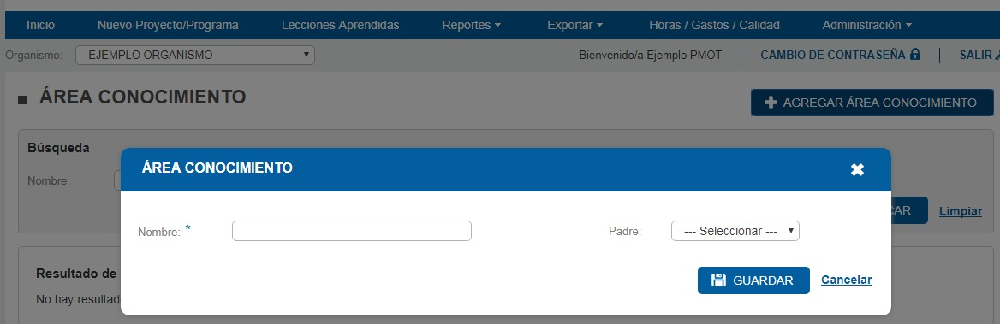 Inicio Nuevo Proyecto/Programa Lecciones Aprendidas Reportes Exportar Horas / Gastos / Calidad Administración
Organismo: EJEMPLO ORGANISMO Bienvenido/a Ejemplo PMOT CAMBIO DE CONTRASEÑA SALIR
ÁREA CONOCIMIENTO AGREGAR ÁREA CONOCIMIENTO
Búsqueda
ÁREA CONOCIMIENTO
Nombre
CAR Limpiar
Nombre: * Padre: --- Seleccionar ---
Resultado de
GUARDAR Cancelar
No hay resultad